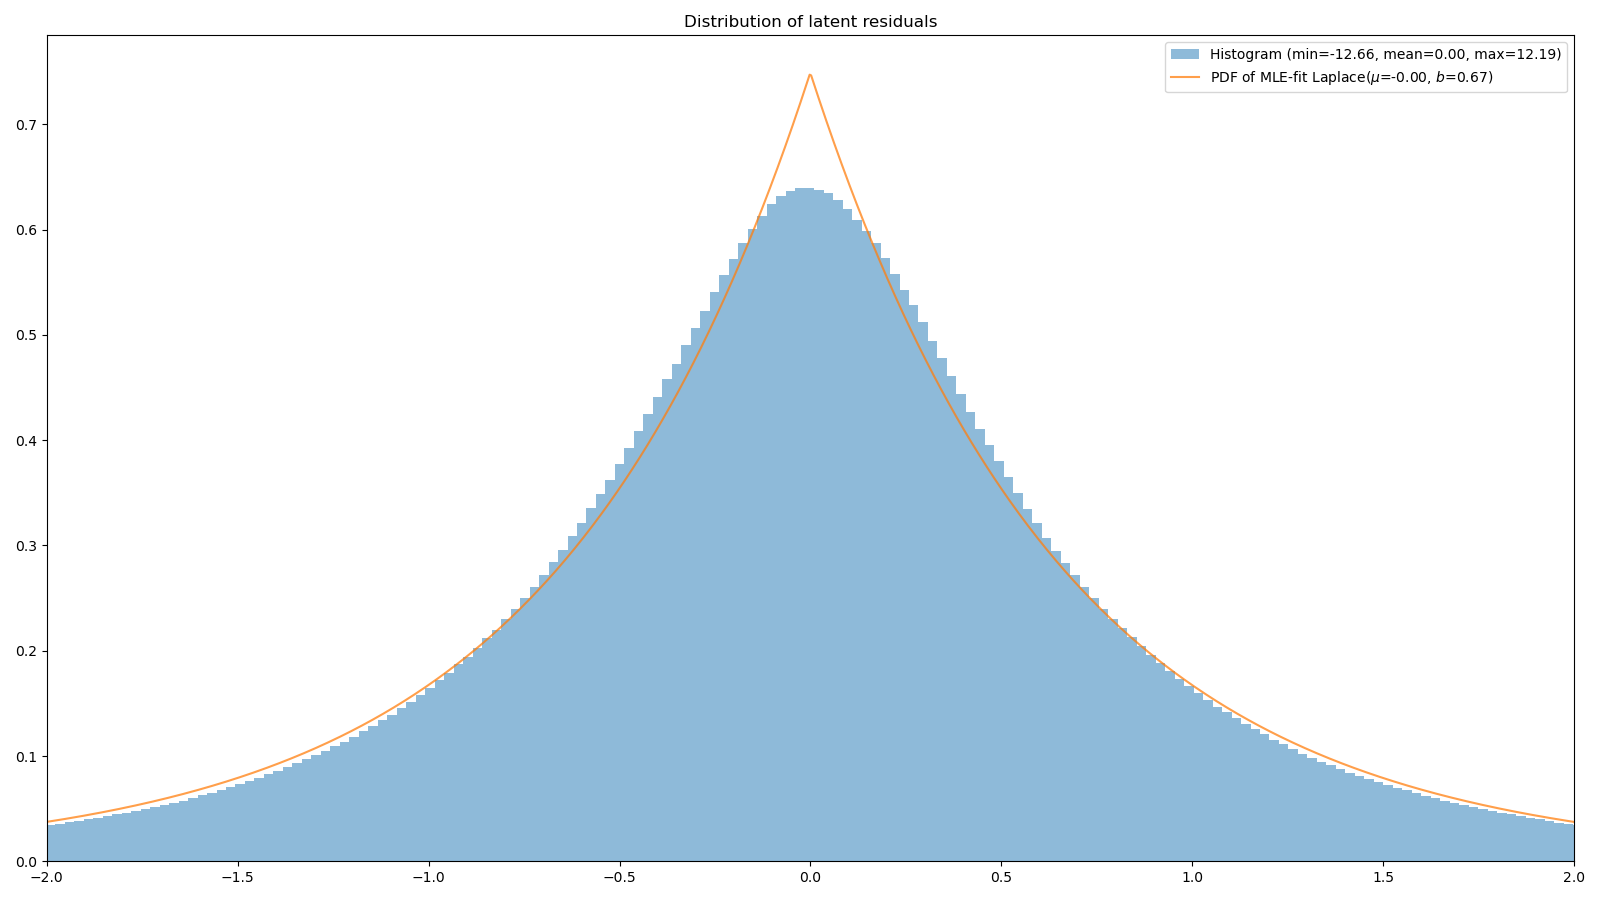 Distribution of latent residuals
Histogram (min=-12.66, mean=0.00, max=12.19)
PDF of MLE-fit Laplace(μ=-0.00, b=0.67)
0.7
0.6
0.5
0.4
0.3
0.2
0.1
0.0
−2.0 −1.5 −1.0 −0.5 0.0 0.5 1.0 1.5 2.0